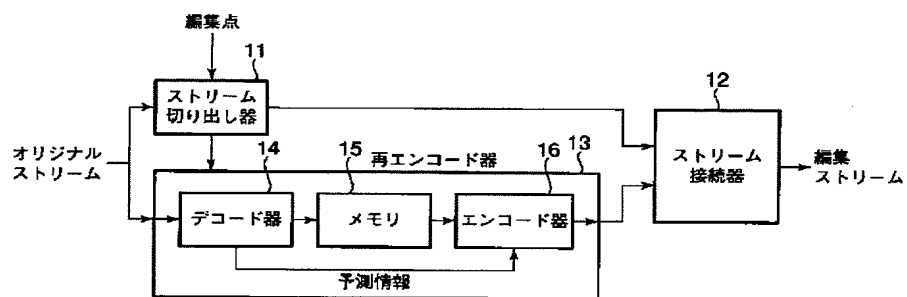 編集点
11
ストリーム
切り出し器
12
オリジナル
ストリーム
14
15
再エンコード器
16
13
ストリーム
接続器
編集
ストリーム
デコード器
メモリ
エンコード器
予測情報